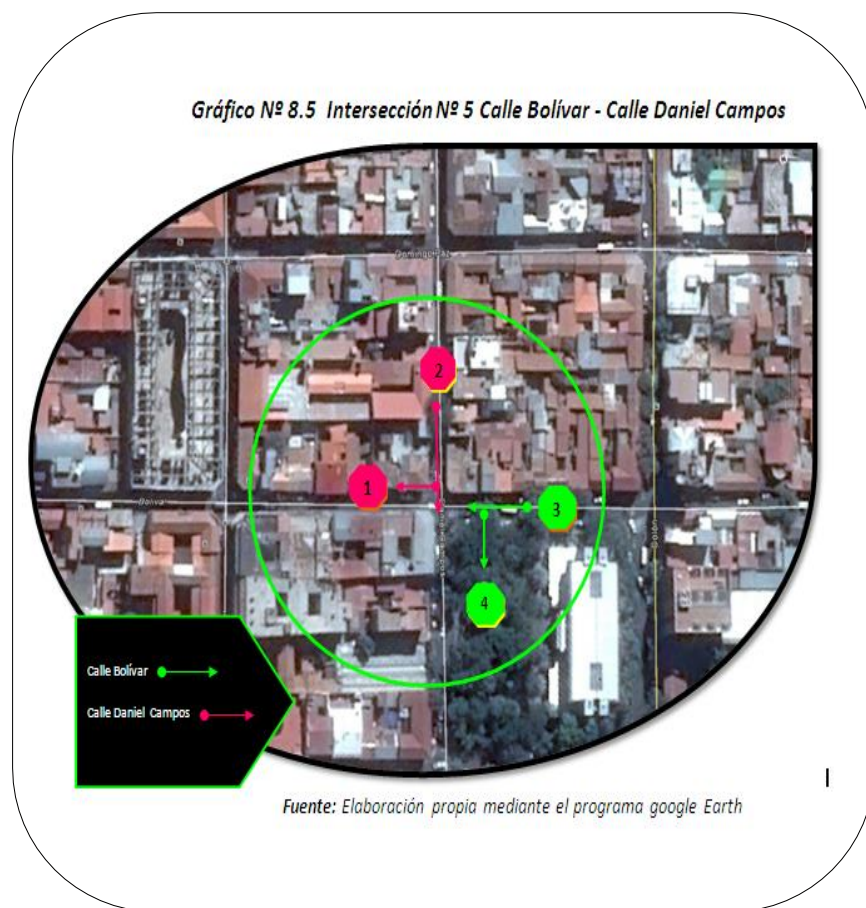 Gráfico Nº 8.5 Intersección Nº 5 Calle Bolívar - Calle Daniel Campos
2
1
3
4
Colón
Calle Bolívar
Calle Daniel Campos
Fuente: Elaboración propia mediante el programa google Earth